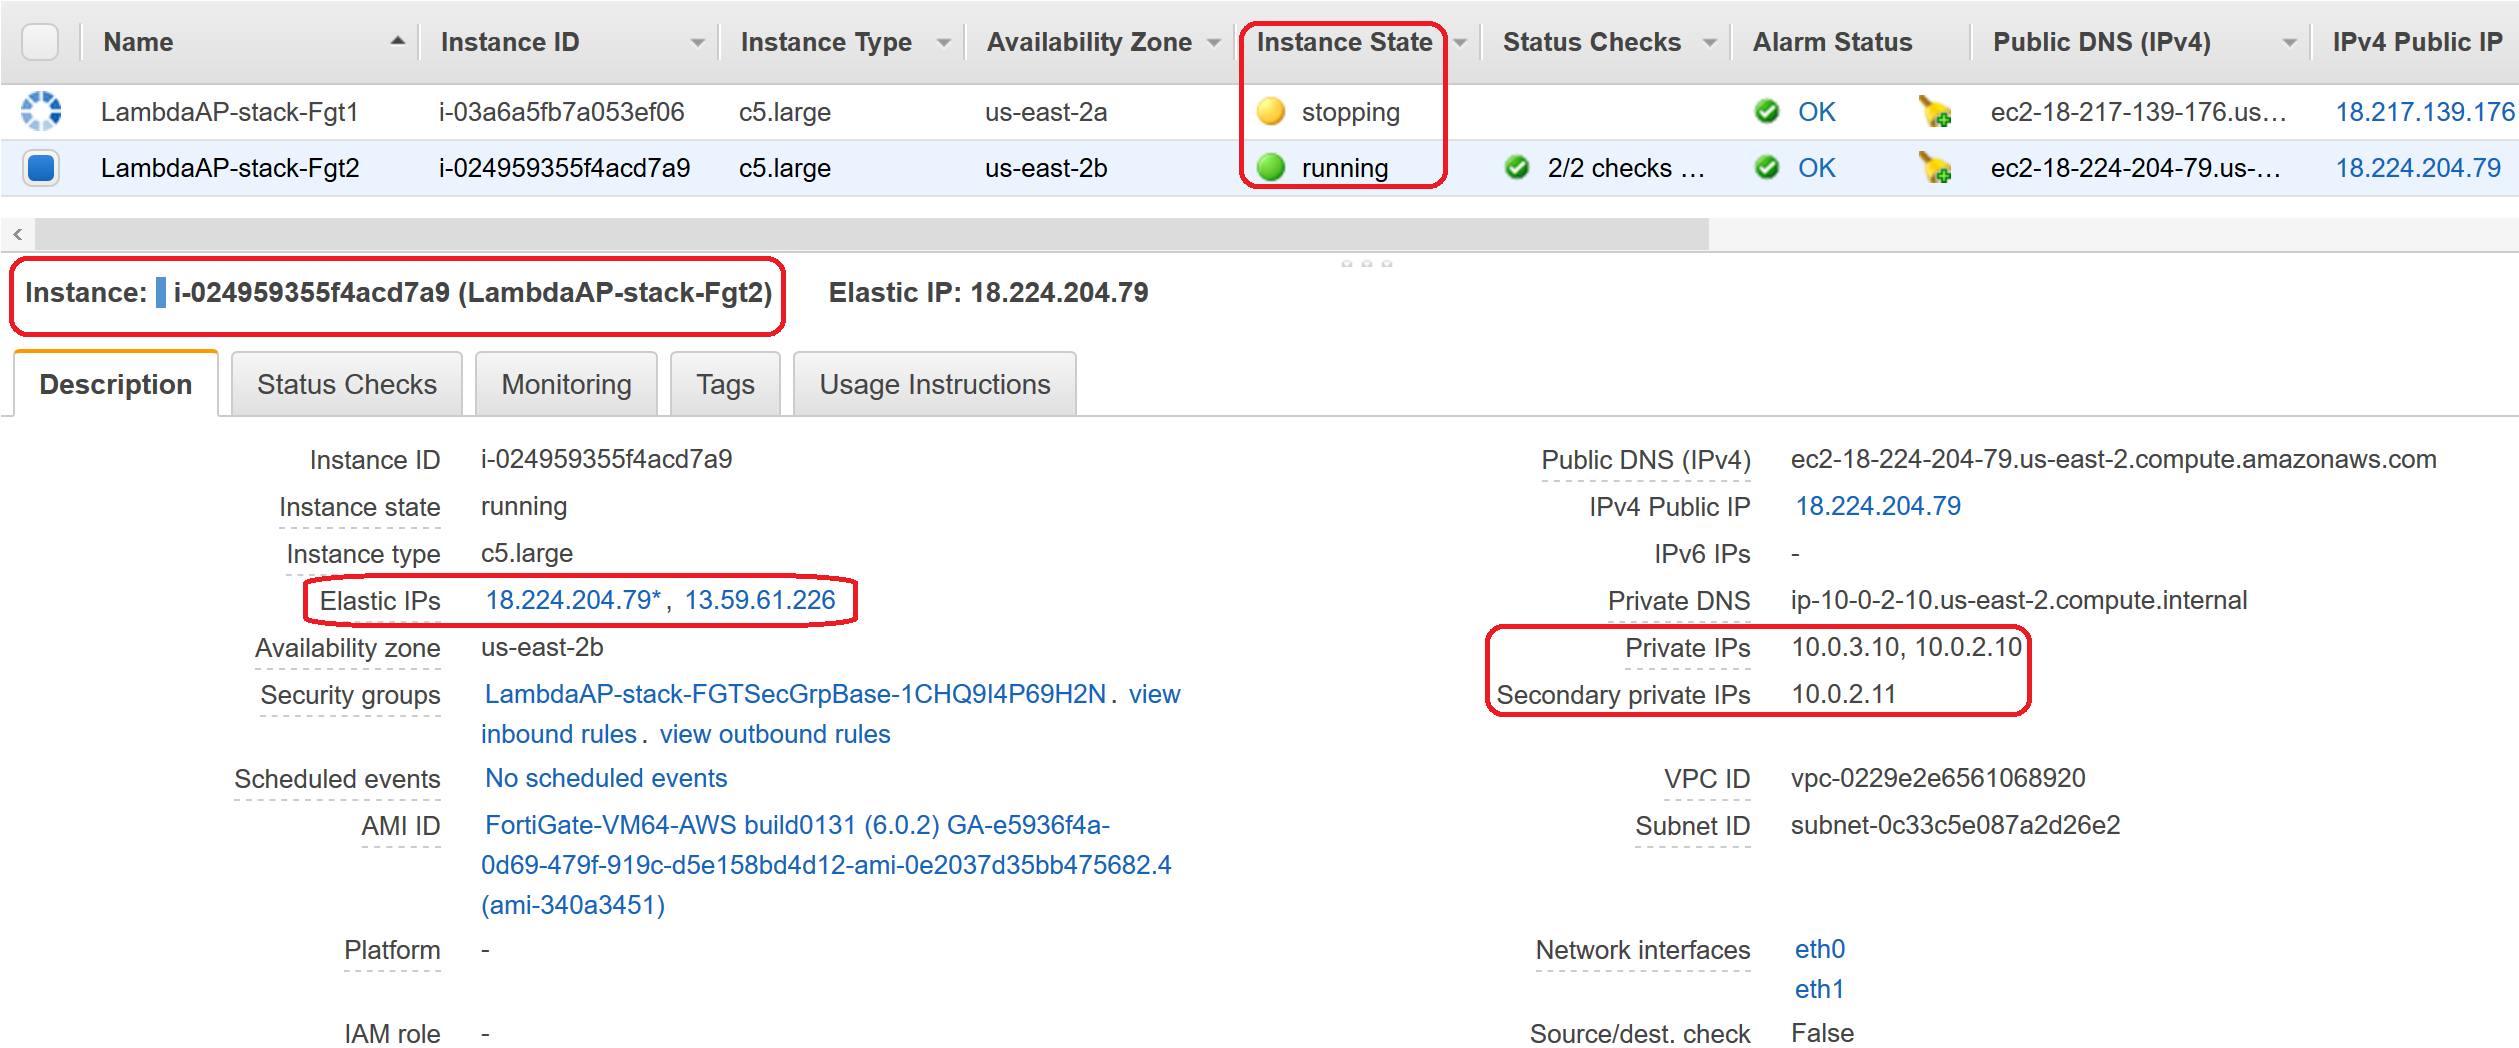 Name Instance ID Instance Type Availability Zone Instance State Status Checks Alarm Status Public DNS (IPv4) IPv4 Public IP
LambdaAP-stack-Fgt1 i-03a6a5fb7a053ef06 c5.large us-east-2a stopping OK ec2-18-217-139-176.us... 18.217.139.176
LambdaAP-stack-Fgt2 i-024959355f4acd7a9 c5.large us-east-2b running 2/2 checks ... OK ec2-18-224-204-79.us-... 18.224.204.79
Instance: i-024959355f4acd7a9 (LambdaAP-stack-Fgt2) Elastic IP: 18.224.204.79
Description Status Checks Monitoring Tags Usage Instructions
Instance ID i-024959355f4acd7a9
Instance state running
Instance type c5.large
Elastic IPs 18.224.204.79*, 13.59.61.226
Availability zone us-east-2b
Security groups LambdaAP-stack-FGTSecGrpBase-1CHQ9I4P69H2N. view
inbound rules. view outbound rules
Scheduled events No scheduled events
AMI ID FortiGate-VM64-AWS build0131 (6.0.2) GA-e5936f4a-
0d69-479f-919c-d5e158bd4d12-ami-0e2037d35bb475682.4
(ami-340a3451)
Platform -
IAM role -
Public DNS (IPv4) ec2-18-224-204-79.us-east-2.compute.amazonaws.com
IPv4 Public IP 18.224.204.79
IPv6 IPs -
Private DNS ip-10-0-2-10.us-east-2.compute.internal
Private IPs 10.0.3.10, 10.0.2.10
Secondary private IPs 10.0.2.11
VPC ID vpc-0229e2e6561068920
Subnet ID subnet-0c33c5e087a2d26e2
Network interfaces eth0
eth1
Source/dest. check False